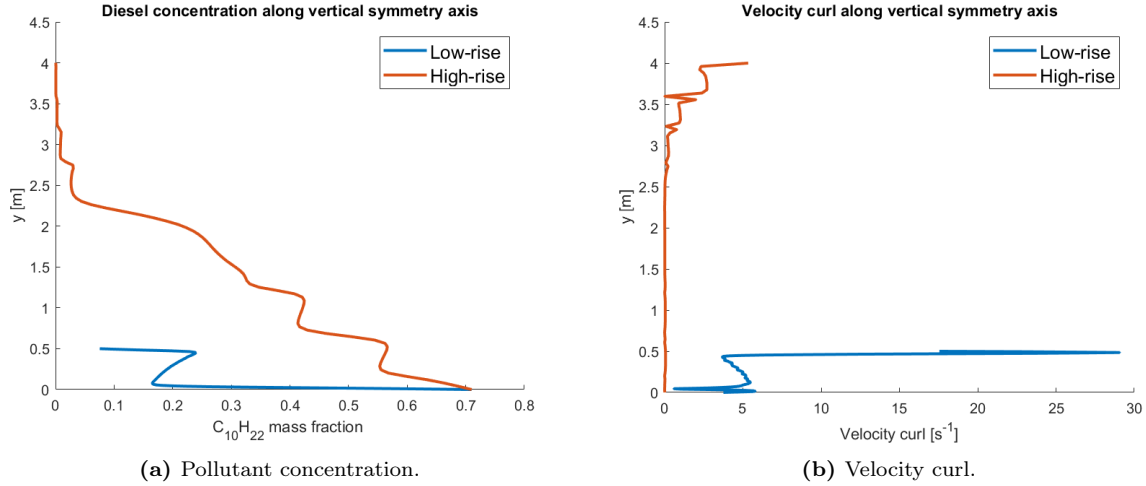 Diesel concentration along vertical symmetry axis
4.5
4
3.5
3
2.5
2
1.5
1
0.5
0
y [m]
Low-rise
High-rise
0 0.1 0.2 0.3 0.4 0.5 0.6 0.7 0.8
C10H22 mass fraction
(a) Pollutant concentration.
Velocity curl along vertical symmetry axis
4.5
4
3.5
3
2.5
2
1.5
1
0.5
0
y [m]
Low-rise
High-rise
0 5 10 15 20 25 30
Velocity curl [s-1]
(b) Velocity curl.